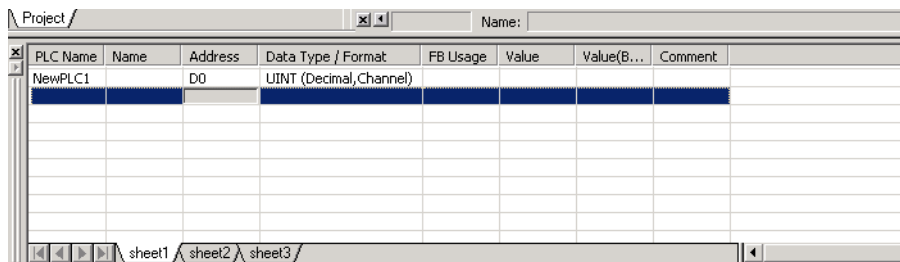 Project Name:
PLC Name Name Address Data Type / Format FB Usage Value Value(B... Comment
NewPLC1 D0 UINT (Decimal,Channel)
sheet1 sheet2 sheet3